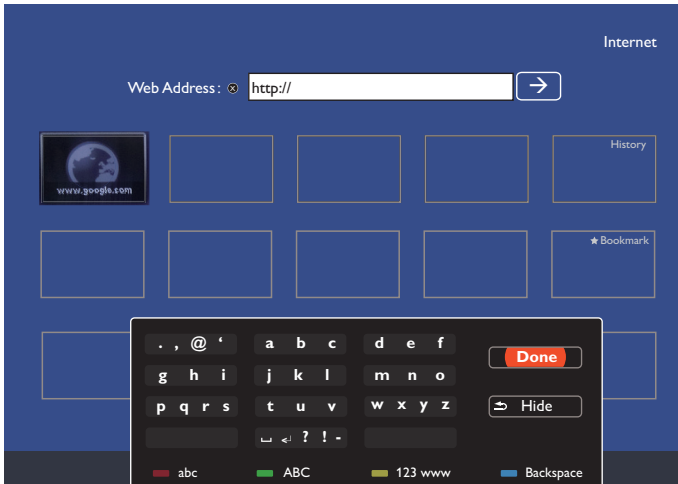 Internet
Web Address: ⓧ http:// →
www.google.com
History
★Bookmark
. , @ ‘ a b c d e f
Done
g h i j k l m n o
p q r s t u v w x y z
Hide
␣ ↵ ? ! -
abc ABC 123 www Backspace